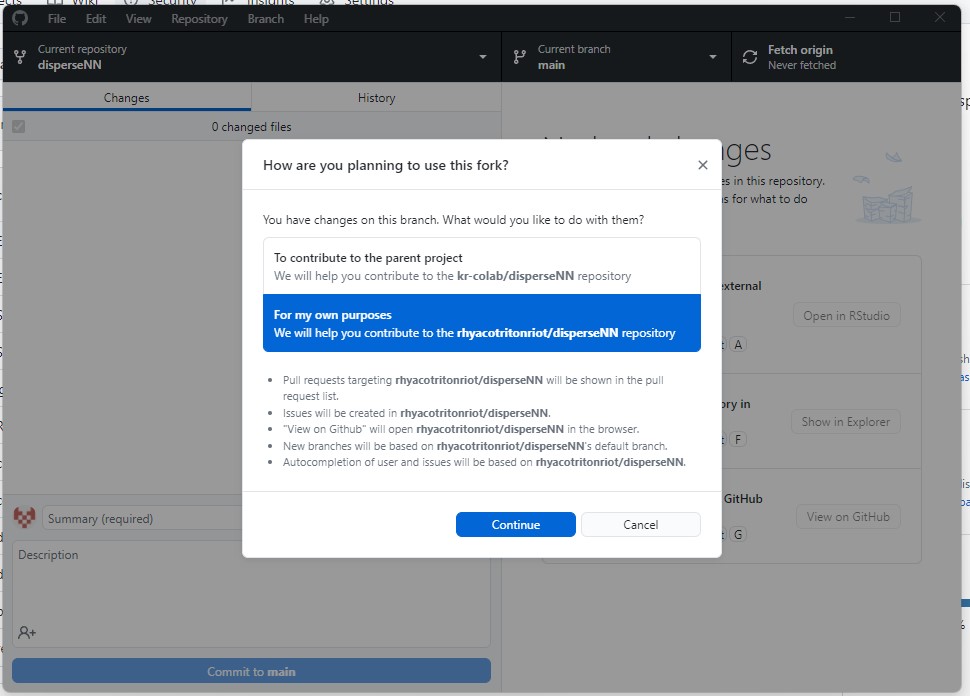 Wiki Security Insights Settings
File Edit View Repository Branch Help
Current repository
disperseNN
Current branch
main
Fetch origin
Never fetched
Changes
History
0 changed files
How are you planning to use this fork?
You have changes on this branch. What would you like to do with them?
To contribute to the parent project
We will help you contribute to the kr-colab/disperseNN repository
For my own purposes
We will help you contribute to the rhyacotritonriot/disperseNN repository
• Pull requests targeting rhyacotritonriot/disperseNN will be shown in the pull
request list.
• Issues will be created in rhyacotritonriot/disperseNN.
• "View on Github" will open rhyacotritonriot/disperseNN in the browser.
• New branches will be based on rhyacotritonriot/disperseNN's default branch.
• Autocompletion of user and issues will be based on rhyacotritonriot/disperseNN.
Continue
Cancel
in this repository.
for what to do
Open in RStudio
A
in
Show in Explorer
F
GitHub
View on GitHub
G
Summary (required)
Description
Commit to main